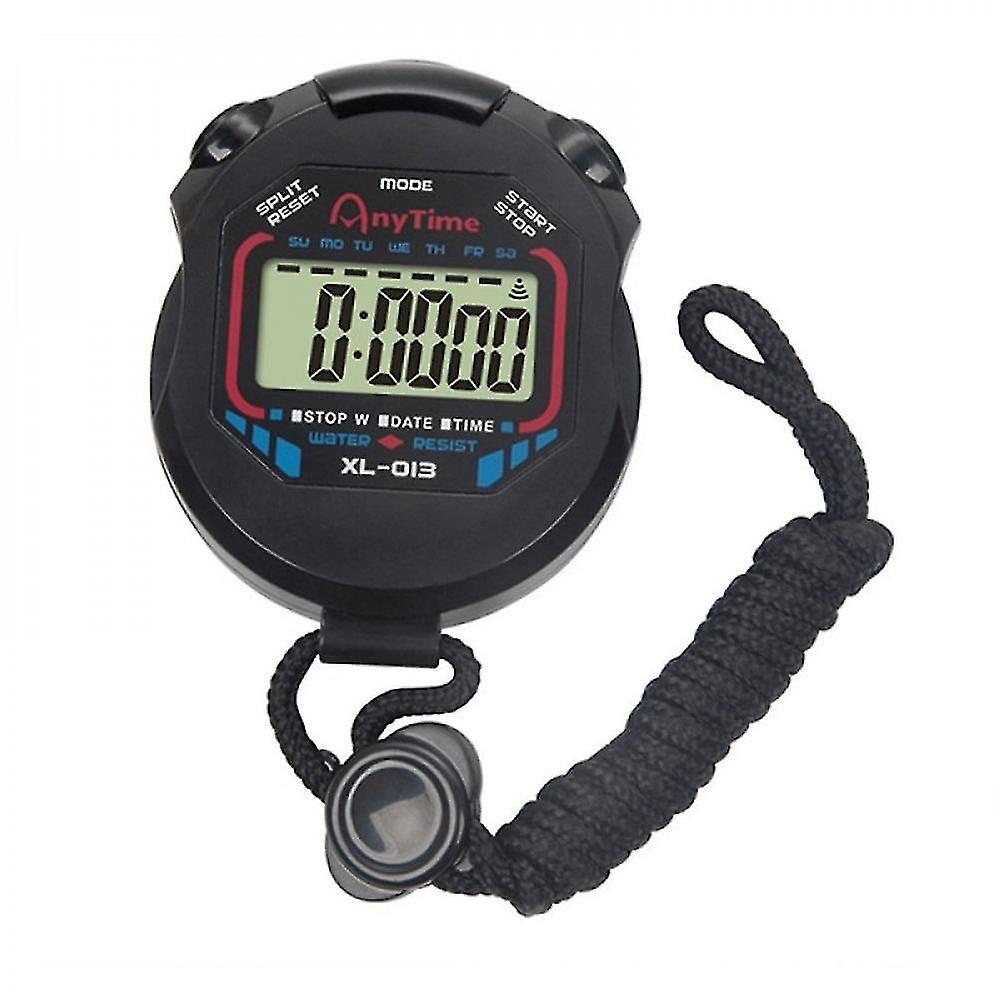 MODE
SPLIT
RESET
START
STOP
AnyTime
SU MO TU WE TH FR SA
0:0000
STOP W DATE TIME
WATER RESIST
XL-013